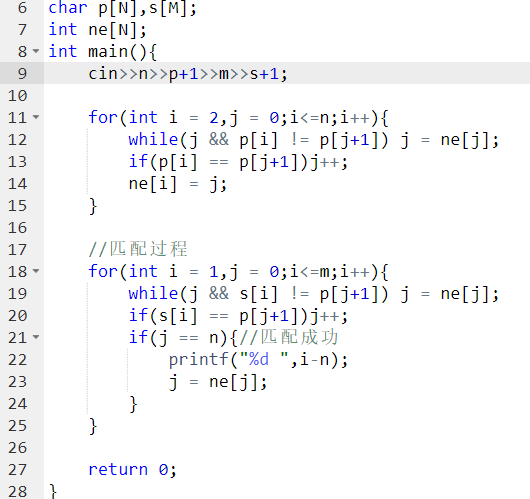 6 char p[N],s[M];
7 int ne[N];
8 int main(){
9     cin>>n>>p+1>>m>>s+1;
10
11     for(int i = 2,j = 0;i<=n;i++){
12         while(j && p[i] != p[j+1]) j = ne[j];
13         if(p[i] == p[j+1])j++;
14         ne[i] = j;
15     }
16
17     //匹配过程
18     for(int i = 1,j = 0;i<=m;i++){
19         while(j && s[i] != p[j+1]) j = ne[j];
20         if(s[i] == p[j+1])j++;
21         if(j == n){//匹配成功
22             printf("%d ",i-n);
23             j = ne[j];
24         }
25     }
26
27     return 0;
28 }